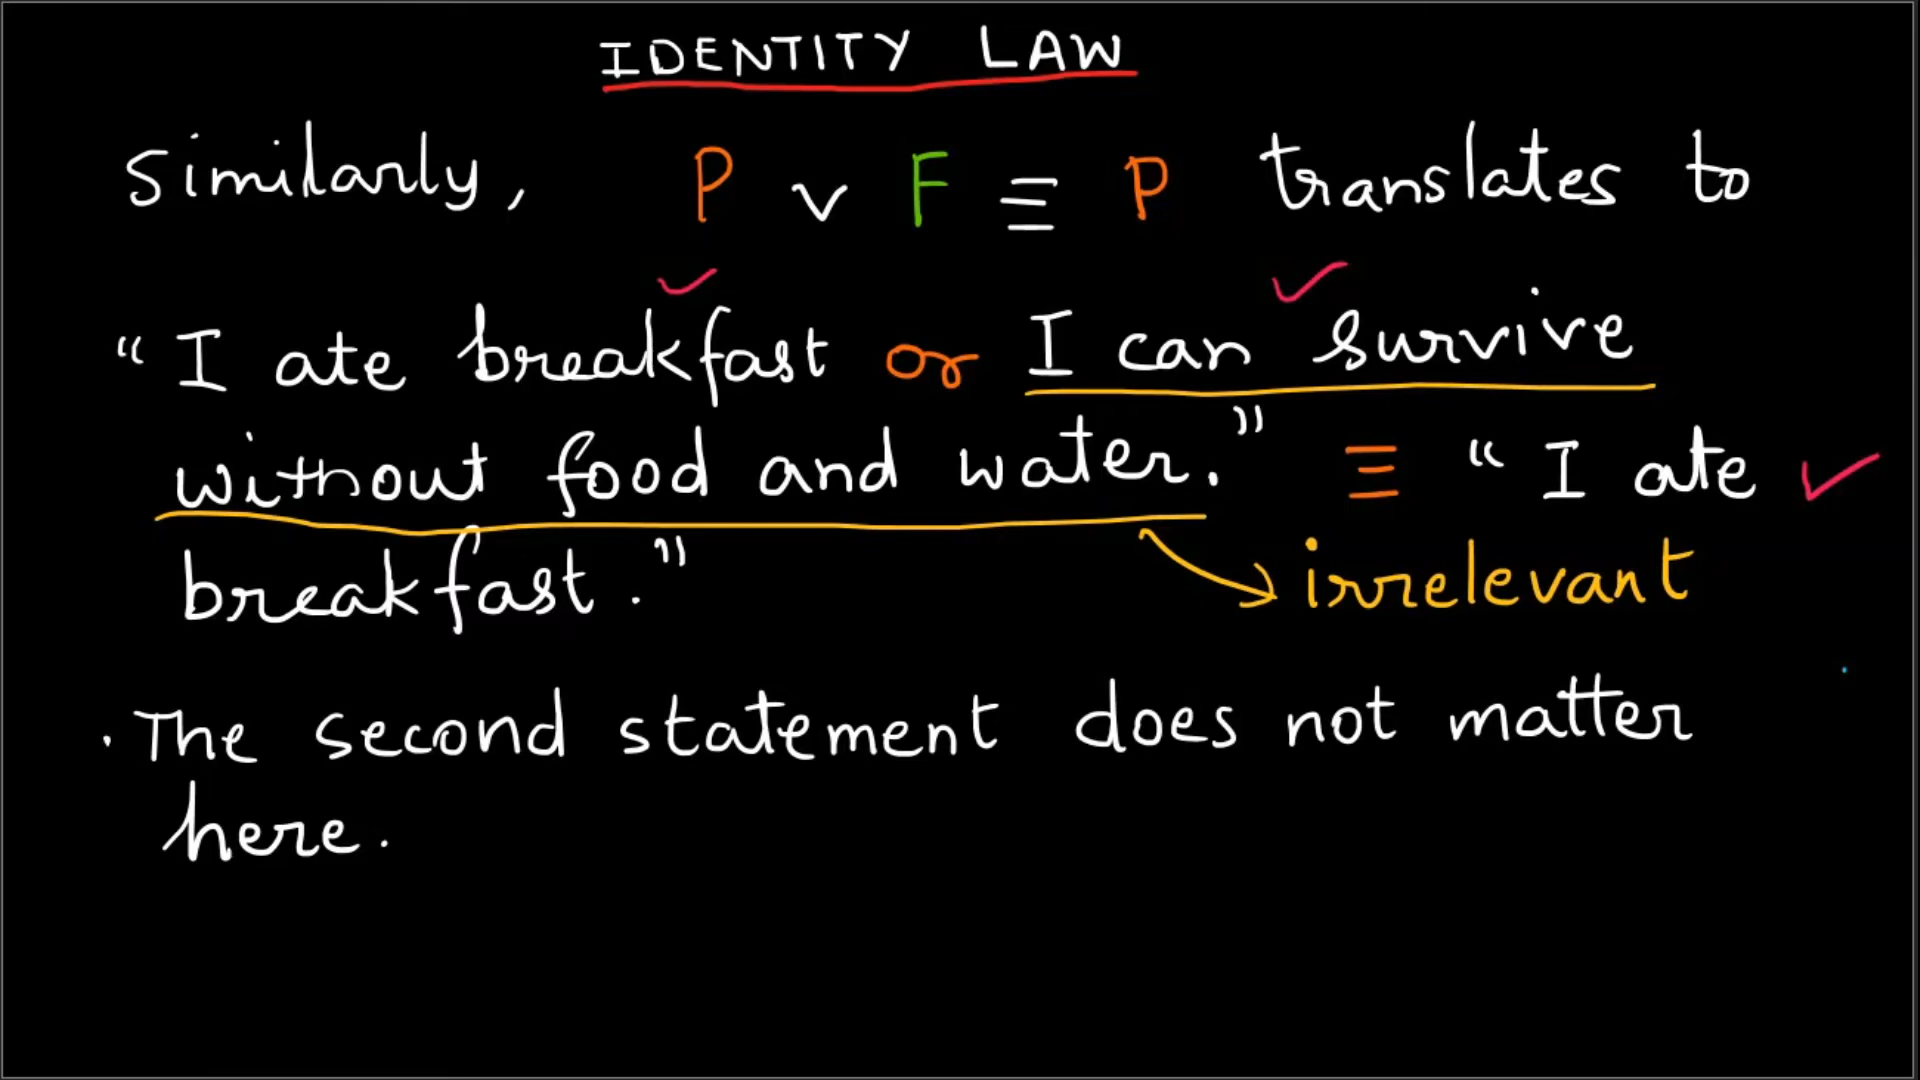 IDENTITY LAW
Similarly, P ∨ F ≡ P translates to
“I ate breakfast or I can survive
without food and water.” ≡ “I ate
breakfast.” irrelevant
· The second statement does not matter
here.